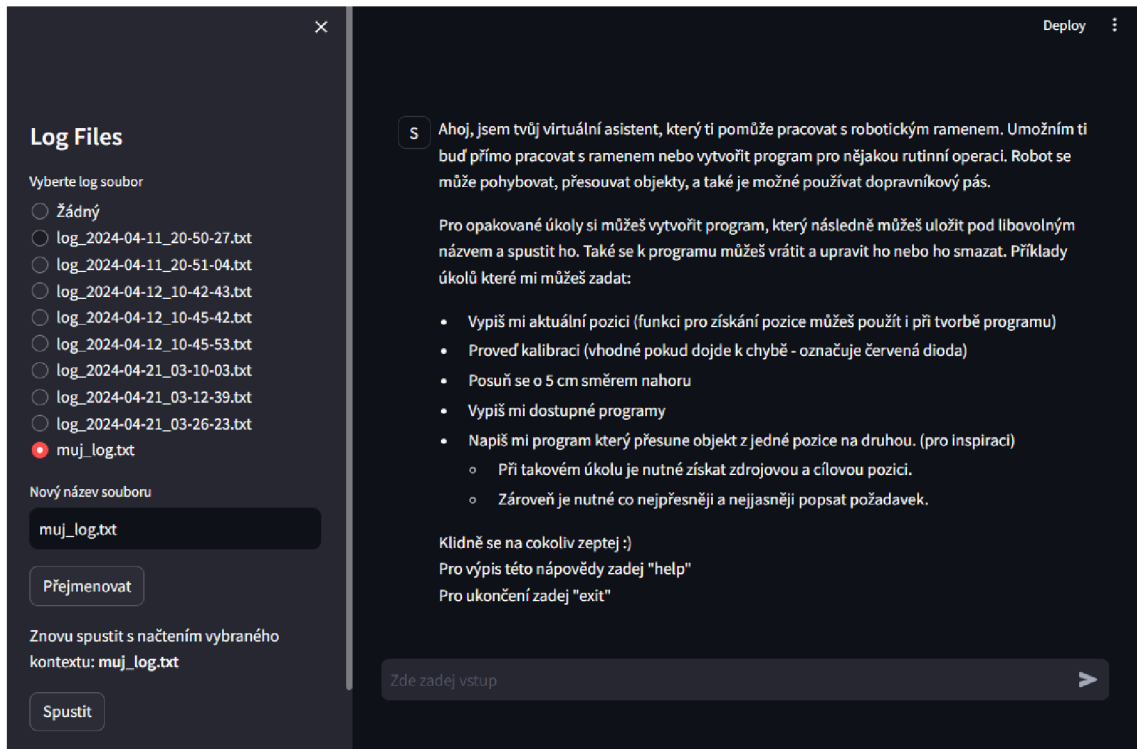 Deploy
Log Files
Vyberte log soubor
Žádný
log_2024-04-11_20-50-27.txt
log_2024-04-11_20-51-04.txt
log_2024-04-12_10-42-43.txt
log_2024-04-12_10-45-42.txt
log_2024-04-12_10-45-53.txt
log_2024-04-21_03-10-03.txt
log_2024-04-21_03-12-39.txt
log_2024-04-21_03-26-23.txt
muj_log.txt
Nový název souboru
muj_log.txt
Přejmenovat
Znovu spustit s načtením vybraného
kontextu: muj_log.txt
Spustit
S
Ahoj, jsem tvůj virtuální asistent, který ti pomůže pracovat s robotickým ramenem. Umožním ti
buď přímo pracovat s ramenem nebo vytvořit program pro nějakou rutinní operaci. Robot se
může pohybovat, přesouvat objekty, a také je možné používat dopravníkový pás.
Pro opakované úkoly si můžeš vytvořit program, který následně můžeš uložit pod libovolným
názvem a spustit ho. Také se k programu můžeš vrátit a upravit ho nebo ho smazat. Příklady
úkolů které mi můžeš zadat:
• Vypiš mi aktuální pozici (funkci pro získání pozice můžeš použít i při tvorbě programu)
• Proveď kalibraci (vhodné pokud dojde k chybě - označuje červená dioda)
• Posuň se o 5 cm směrem nahoru
• Vypiš mi dostupné programy
• Napiš mi program který přesune objekt z jedné pozice na druhou. (pro inspiraci)
◦ Při takovém úkolu je nutné získat zdrojovou a cílovou pozici.
◦ Zároveň je nutné co nejpřesněji a nejjasněji popsat požadavek.
Klidně se na cokoliv zeptej :)
Pro výpis této nápovědy zadej "help"
Pro ukončení zadej "exit"
Zde zadej vstup